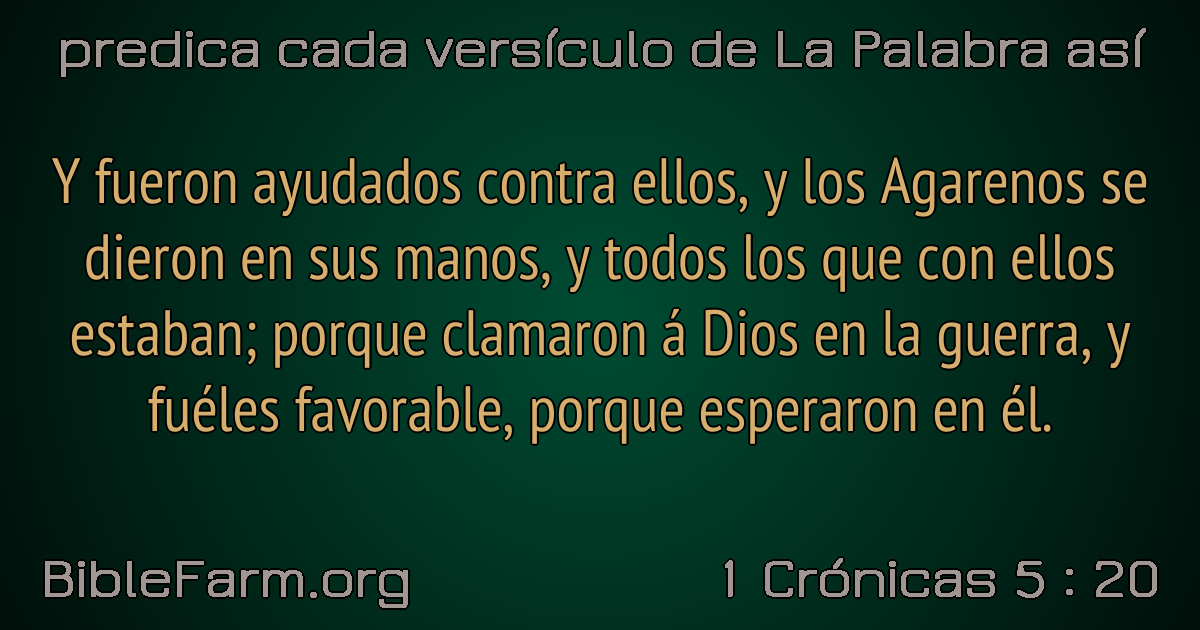 predica cada versículo de La Palabra así
Y fueron ayudados contra ellos, y los Agarenos se
dieron en sus manos, y todos los que con ellos
estaban; porque clamaron á Dios en la guerra, y
fuéles favorable, porque esperaron en él.
BibleFarm.org
1 Crónicas 5 : 20